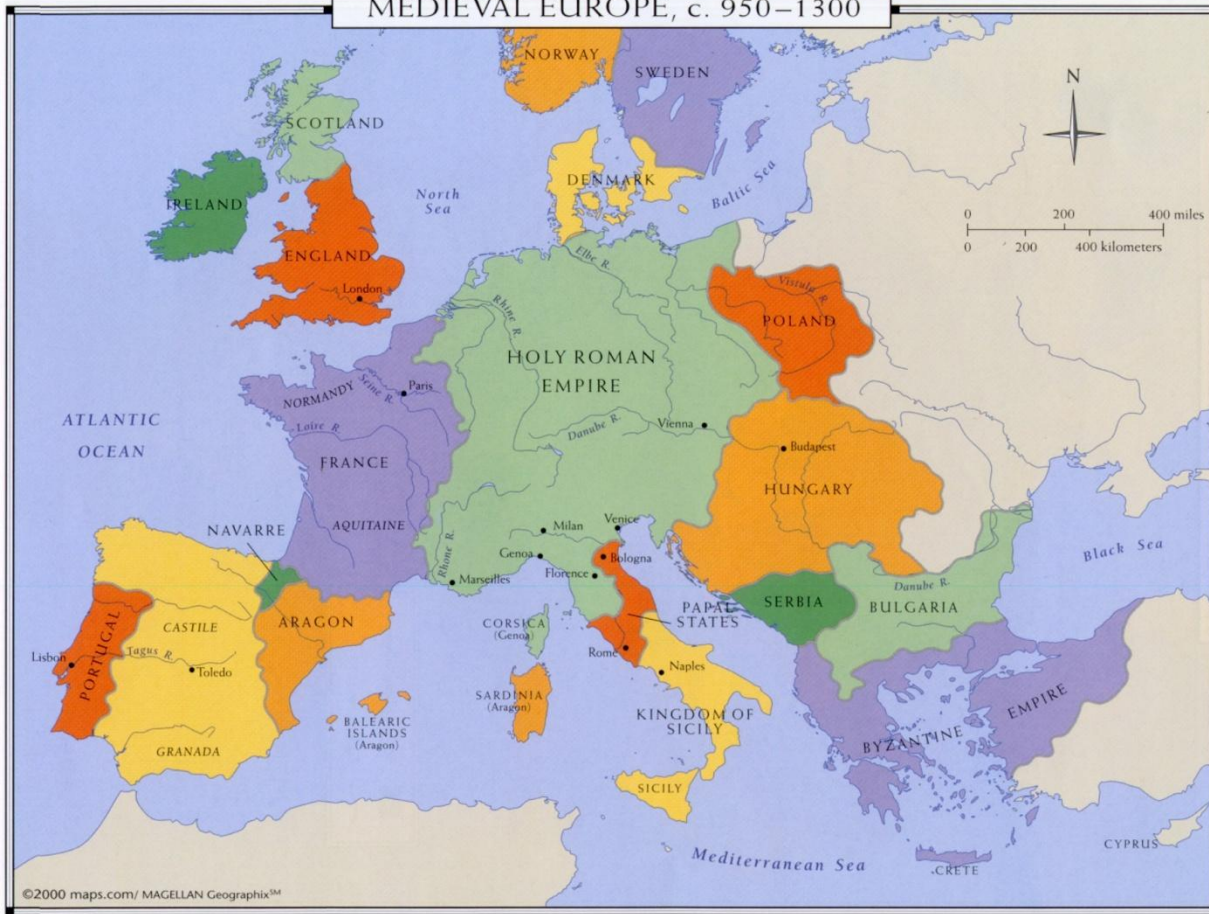 MEDIEVAL EUROPE, c. 950–1300
NORWAY
SWEDEN
N
SCOTLAND
IRELAND
North
Sea
DENMARK
Baltic Sea
0 200 400 miles
0 200 400 kilometers
ENGLAND
London
Elbe R.
Rhine R.
Vistula R.
POLAND
HOLY ROMAN
EMPIRE
NORMANDY
Seine R.
Paris
ATLANTIC
OCEAN
Loire R.
Danube R.
Vienna
Budapest
FRANCE
HUNGARY
AQUITAINE
NAVARRE
Rhone R.
Milan
Venice
Genoa
Bologna
Florence
Marseilles
Black Sea
Danube R.
PAPAL
STATES
SERBIA
BULGARIA
CORSICA
(Genoa)
Rome
PORTUGAL
CASTILE
ARAGON
Lisbon
Tagus R.
Toledo
Naples
SARDINIA
(Aragon)
BALEARIC
ISLANDS
(Aragon)
KINGDOM OF
SICILY
BYZANTINE
EMPIRE
GRANADA
SICILY
Mediterranean Sea
CRETE
CYPRUS
©2000 maps.com/ MAGELLAN Geographix℠